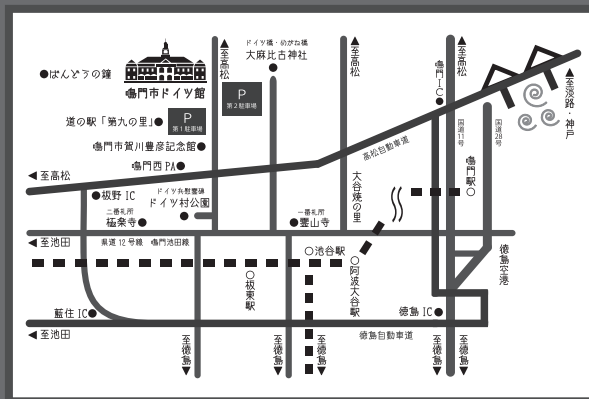 ドイツ橋・めがね橋
大麻比古神社
▲至高松
▲至高松
▲至高松
●ばんどうの鐘
鳴門市ドイツ館
P
第2駐車場
鳴門IC●
▲至淡路・神戸
道の駅「第九の里」●
P
第1駐車場
国道11号
国道28号
鳴門市賀川豊彦記念館●
高松自動車道
鳴門西PA●
鳴門駅○
◀至高松
大谷焼の里
●板野IC
ドイツ兵慰霊碑
ドイツ村公園
二番札所
極楽寺●
一番札所
●霊山寺
◀至池田
県道12号線 鳴門池田線
○池谷駅
徳島空港
○阿波大谷駅
○板東駅
藍住IC●
徳島IC●
◀至池田
徳島自動車道
至徳島▼
至徳島▼
至徳島▼
至徳島▼
至徳島▼